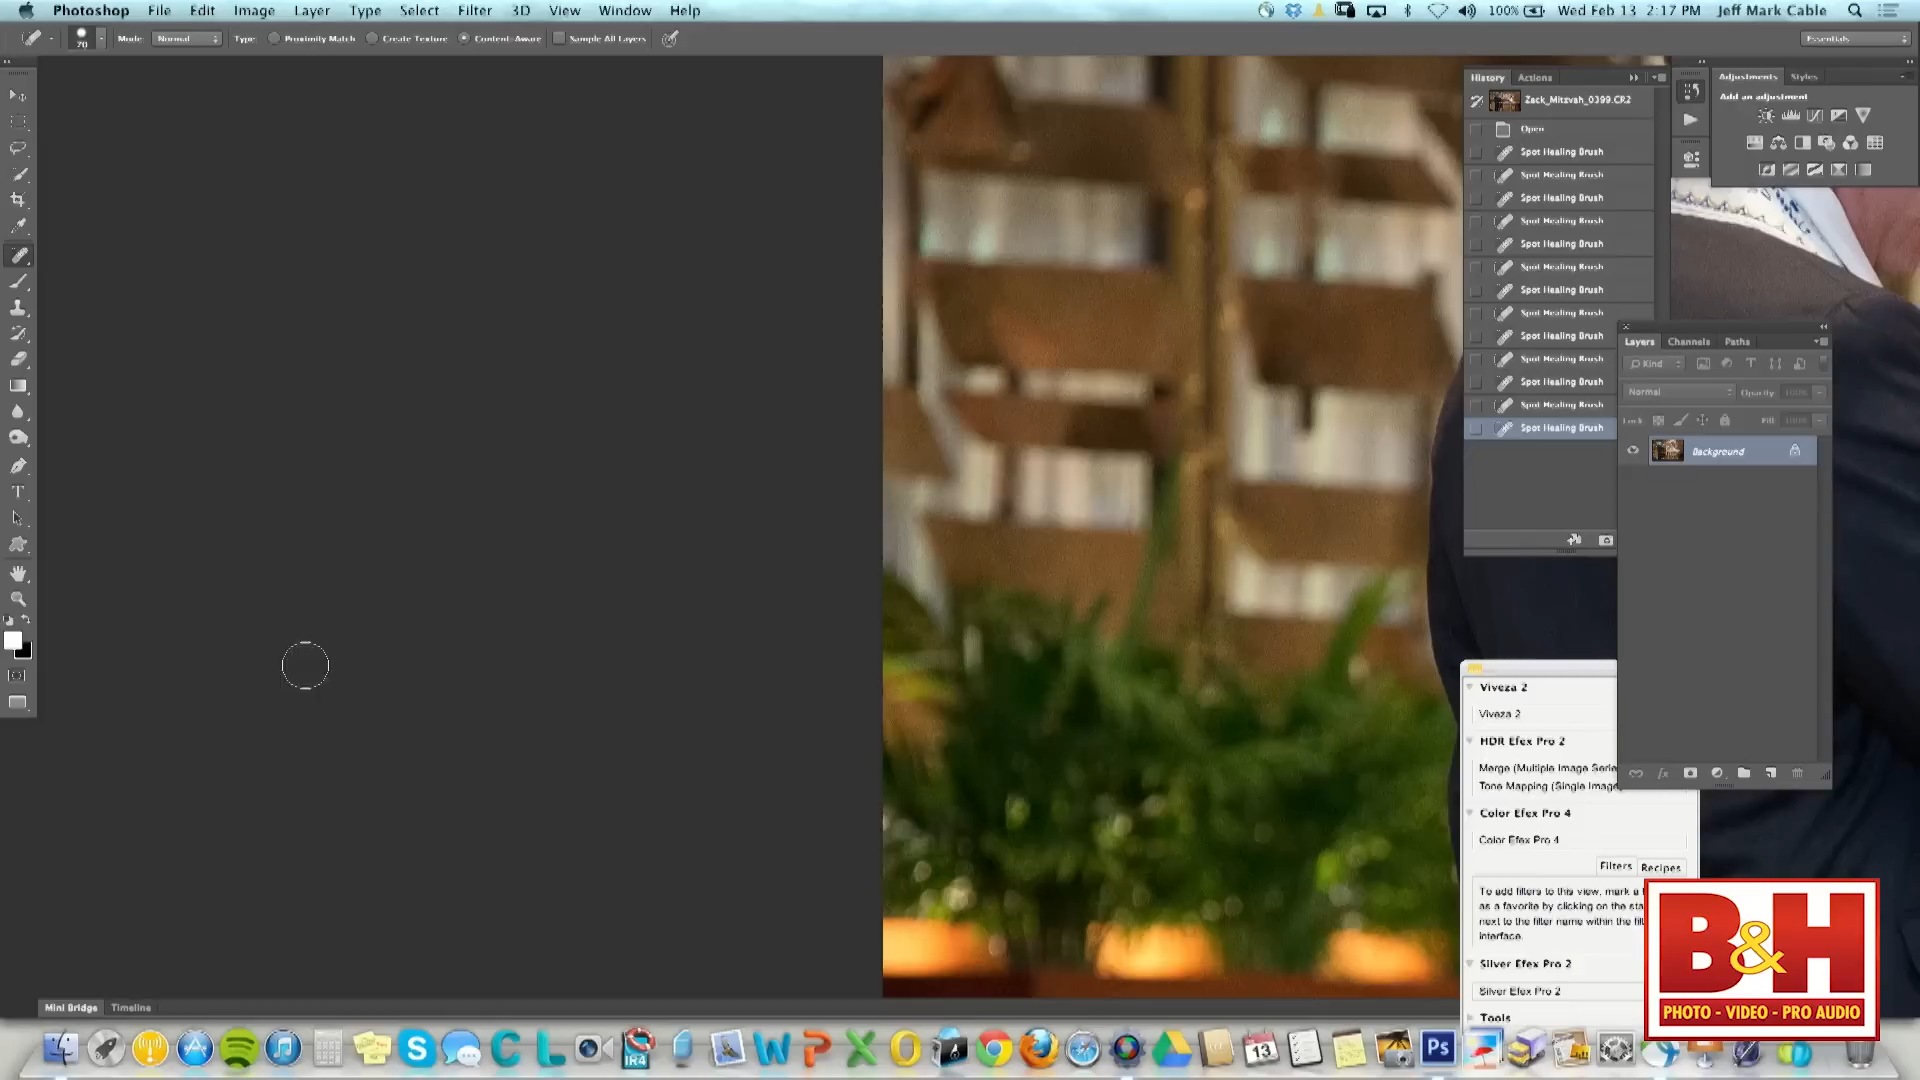 Photoshop File Edit Image Layer Type Select Filter 3D View Window Help
100% Wed Feb 13 2:17 PM Jeff Mark Cable
70 Mode: Normal Type: Proximity Match Create Texture Content-Aware Sample All Layers Essentials
History Actions
Zack_Mitzvah_0399.CR2
Open
Spot Healing Brush
Spot Healing Brush
Spot Healing Brush
Spot Healing Brush
Spot Healing Brush
Spot Healing Brush
Spot Healing Brush
Spot Healing Brush
Spot Healing Brush
Spot Healing Brush
Spot Healing Brush
Spot Healing Brush
Spot Healing Brush
Adjustments Styles
Add an adjustment
Layers Channels Paths
Kind
Normal Opacity: 100%
Lock: Fill: 100%
Background
Viveza 2
Viveza 2
HDR Efex Pro 2
Merge (Multiple Image Serie
Tone Mapping (Single Image)
Color Efex Pro 4
Color Efex Pro 4
Filters Recipes
To add filters to this view, mark a f
as a favorite by clicking on the sta
next to the filter name within the filt
interface.
Silver Efex Pro 2
Silver Efex Pro 2
Tools
Mini Bridge Timeline
IR4
13
Ps
B&H
PHOTO - VIDEO - PRO AUDIO